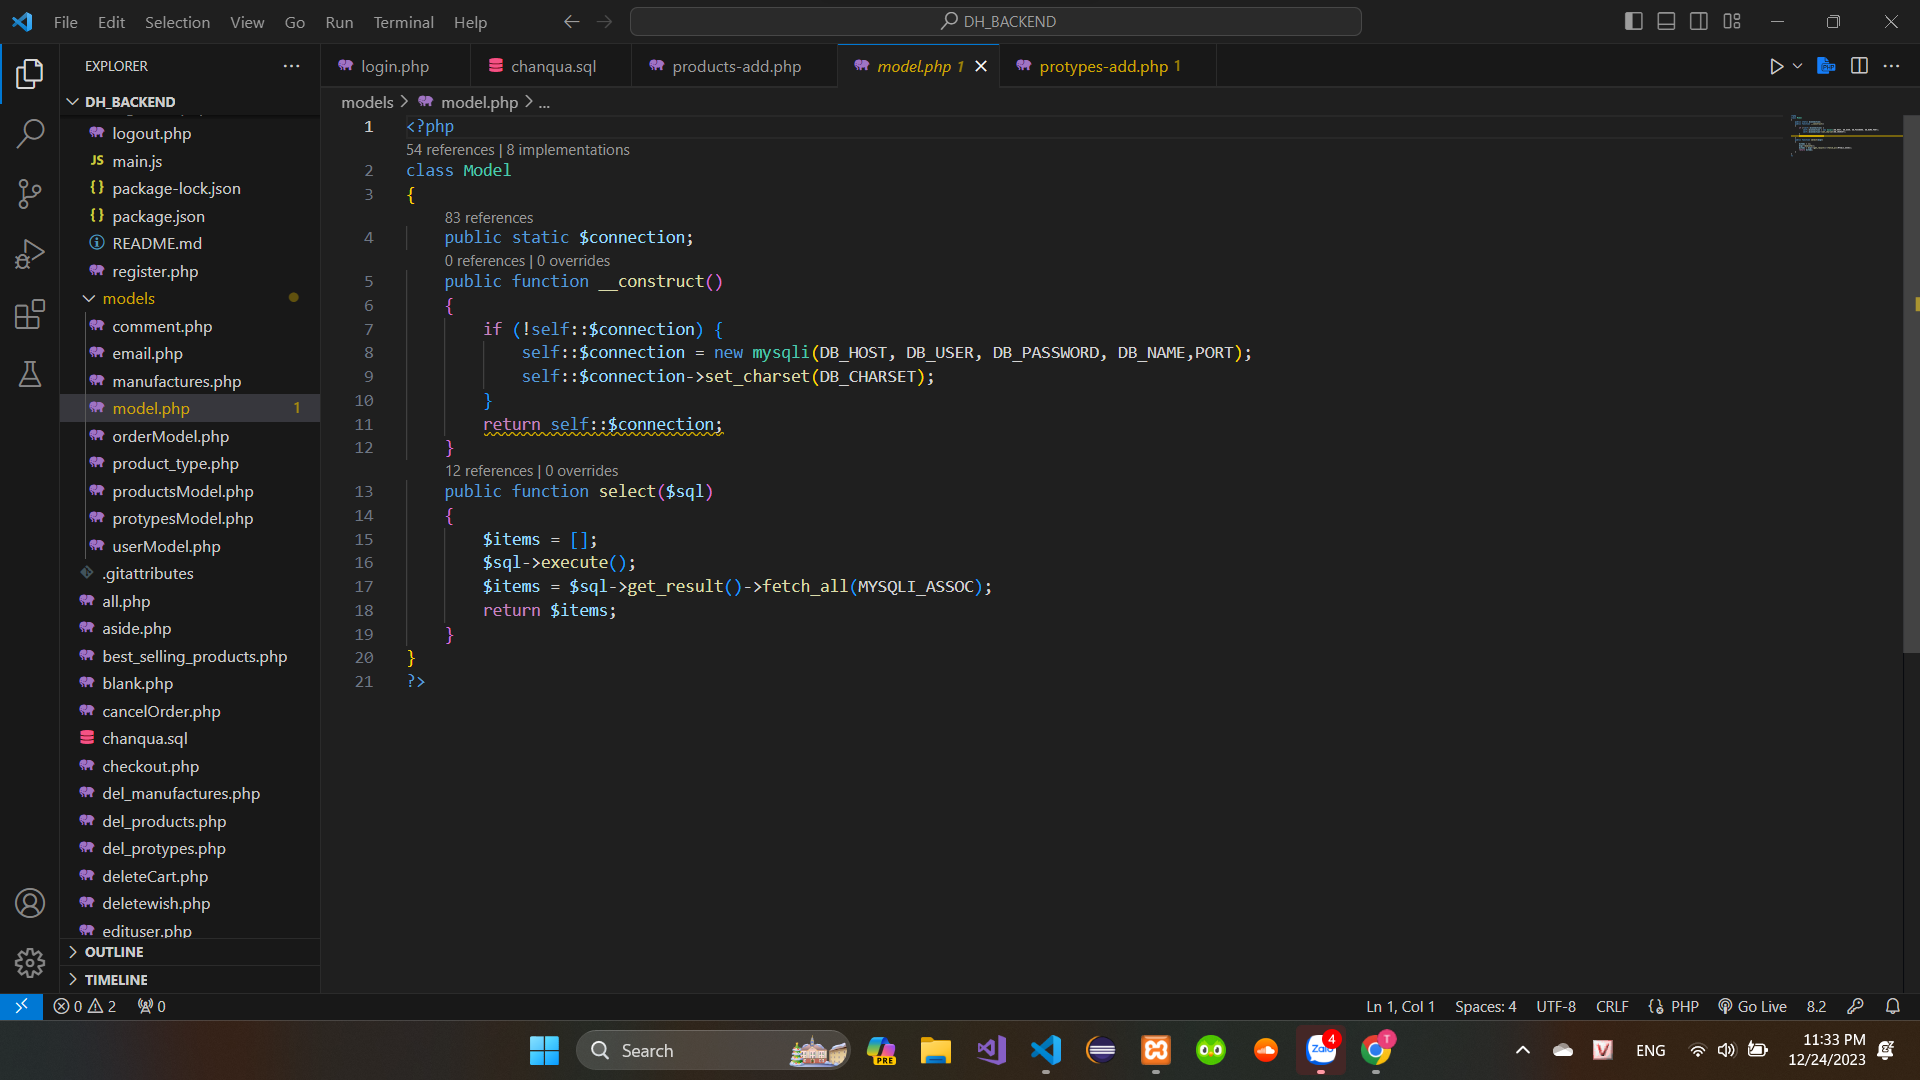 File Edit Selection View Go Run Terminal Help
DH_BACKEND
EXPLORER
DH_BACKEND
logout.php
JS main.js
{} package-lock.json
{} package.json
README.md
register.php
models
comment.php
email.php
manufactures.php
model.php 1
orderModel.php
product_type.php
productsModel.php
protypesModel.php
userModel.php
.gitattributes
all.php
aside.php
best_selling_products.php
blank.php
cancelOrder.php
chanqua.sql
checkout.php
del_manufactures.php
del_products.php
del_protypes.php
deleteCart.php
deletewish.php
edituser.php
OUTLINE
TIMELINE
login.php chanqua.sql products-add.php model.php 1 protypes-add.php 1
models > model.php > ...
1 <?php
54 references | 8 implementations
2 class Model
3 {
83 references
4 public static $connection;
0 references | 0 overrides
5 public function __construct()
6 {
7 if (!self::$connection) {
8 self::$connection = new mysqli(DB_HOST, DB_USER, DB_PASSWORD, DB_NAME,PORT);
9 self::$connection->set_charset(DB_CHARSET);
10 }
11 return self::$connection;
12 }
12 references | 0 overrides
13 public function select($sql)
14 {
15 $items = [];
16 $sql->execute();
17 $items = $sql->get_result()->fetch_all(MYSQLI_ASSOC);
18 return $items;
19 }
20 }
21 ?>
0 2 0
Ln 1, Col 1 Spaces: 4 UTF-8 CRLF {} PHP Go Live 8.2
Search
PRE
Zalo 4
T
V
ENG
11:33 PM
12/24/2023